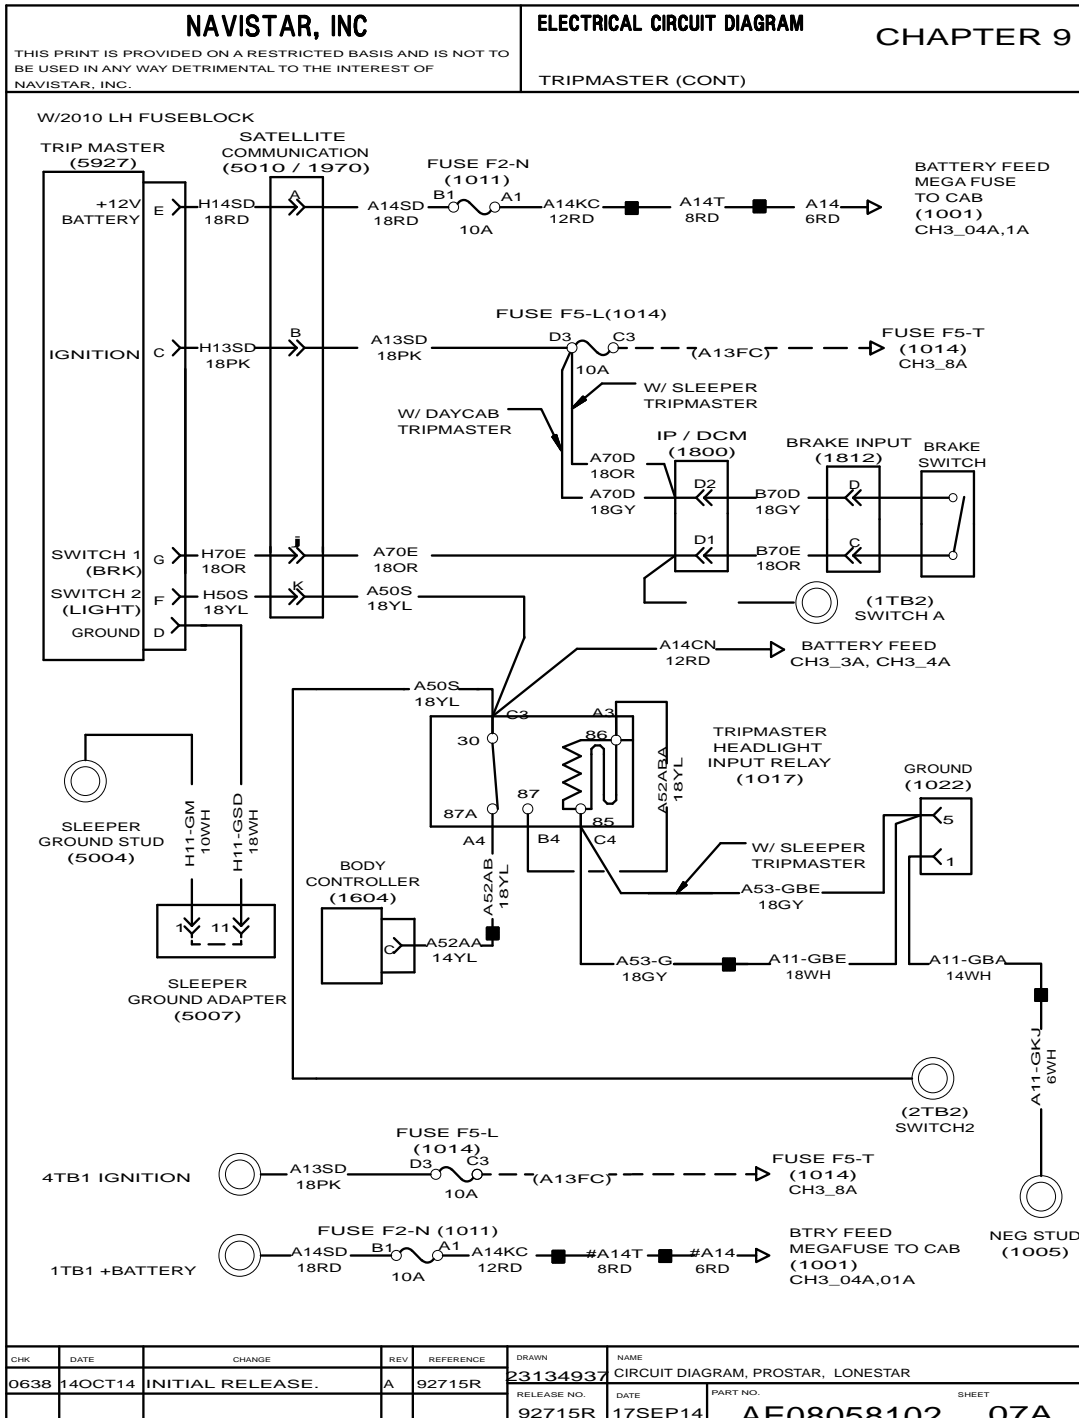 NAVISTAR, INC
THIS PRINT IS PROVIDED ON A RESTRICTED BASIS AND IS NOT TO
BE USED IN ANY WAY DETRIMENTAL TO THE INTEREST OF
NAVISTAR, INC.
ELECTRICAL CIRCUIT DIAGRAM
CHAPTER 9
TRIPMASTER (CONT)
W/2010 LH FUSEBLOCK
TRIP MASTER
(5927)
SATELLITE
COMMUNICATION
(5010 / 1970)
FUSE F2-N
(1011)
BATTERY FEED
MEGA FUSE
TO CAB
(1001)
CH3_04A,1A
+12V
BATTERY
E
H14SD
18RD
A
A14SD
18RD
B1
A1
10A
A14KC
12RD
A14T
8RD
A14
6RD
FUSE F5-L(1014)
IGNITION
C
H13SD
18PK
B
A13SD
18PK
D3
C3
10A
(A13FC)
FUSE F5-T
(1014)
CH3_8A
W/ SLEEPER
TRIPMASTER
W/ DAYCAB
TRIPMASTER
IP / DCM
(1800)
BRAKE INPUT
(1812)
BRAKE
SWITCH
A70D
18OR
A70D
18GY
D2
B70D
18GY
D
SWITCH 1
(BRK)
G
H70E
18OR
j
A70E
18OR
D1
B70E
18OR
C
SWITCH 2
(LIGHT)
F
H50S
18YL
K
A50S
18YL
(1TB2)
SWITCH A
GROUND
D
A14CN
12RD
BATTERY FEED
CH3_3A, CH3_4A
A50S
18YL
C3
A3
30
86
87
87A
85
A4
B4
C4
A52ABA
18YL
TRIPMASTER
HEADLIGHT
INPUT RELAY
(1017)
GROUND
(1022)
5
1
SLEEPER
GROUND STUD
(5004)
H11-GM
10WH
H11-GSD
18WH
W/ SLEEPER
TRIPMASTER
A53-GBE
18GY
BODY
CONTROLLER
(1604)
A52AB
18YL
C
A52AA
14YL
1
11
SLEEPER
GROUND ADAPTER
(5007)
A53-G
18GY
A11-GBE
18WH
A11-GBA
14WH
A11-GKJ
6WH
(2TB2)
SWITCH2
FUSE F5-L
(1014)
4TB1 IGNITION
A13SD
18PK
D3
C3
10A
(A13FC)
FUSE F5-T
(1014)
CH3_8A
NEG STUD
(1005)
FUSE F2-N (1011)
1TB1 +BATTERY
A14SD
18RD
B1
A1
10A
A14KC
12RD
#A14T
8RD
#A14
6RD
BTRY FEED
MEGAFUSE TO CAB
(1001)
CH3_04A,01A
CHK DATE CHANGE REV REFERENCE
0638 14OCT14 INITIAL RELEASE. A 92715R
DRAWN
23134937
NAME
CIRCUIT DIAGRAM, PROSTAR, LONESTAR
RELEASE NO. DATE PART NO. SHEET
92715R 17SEP14 AE08058102 07A